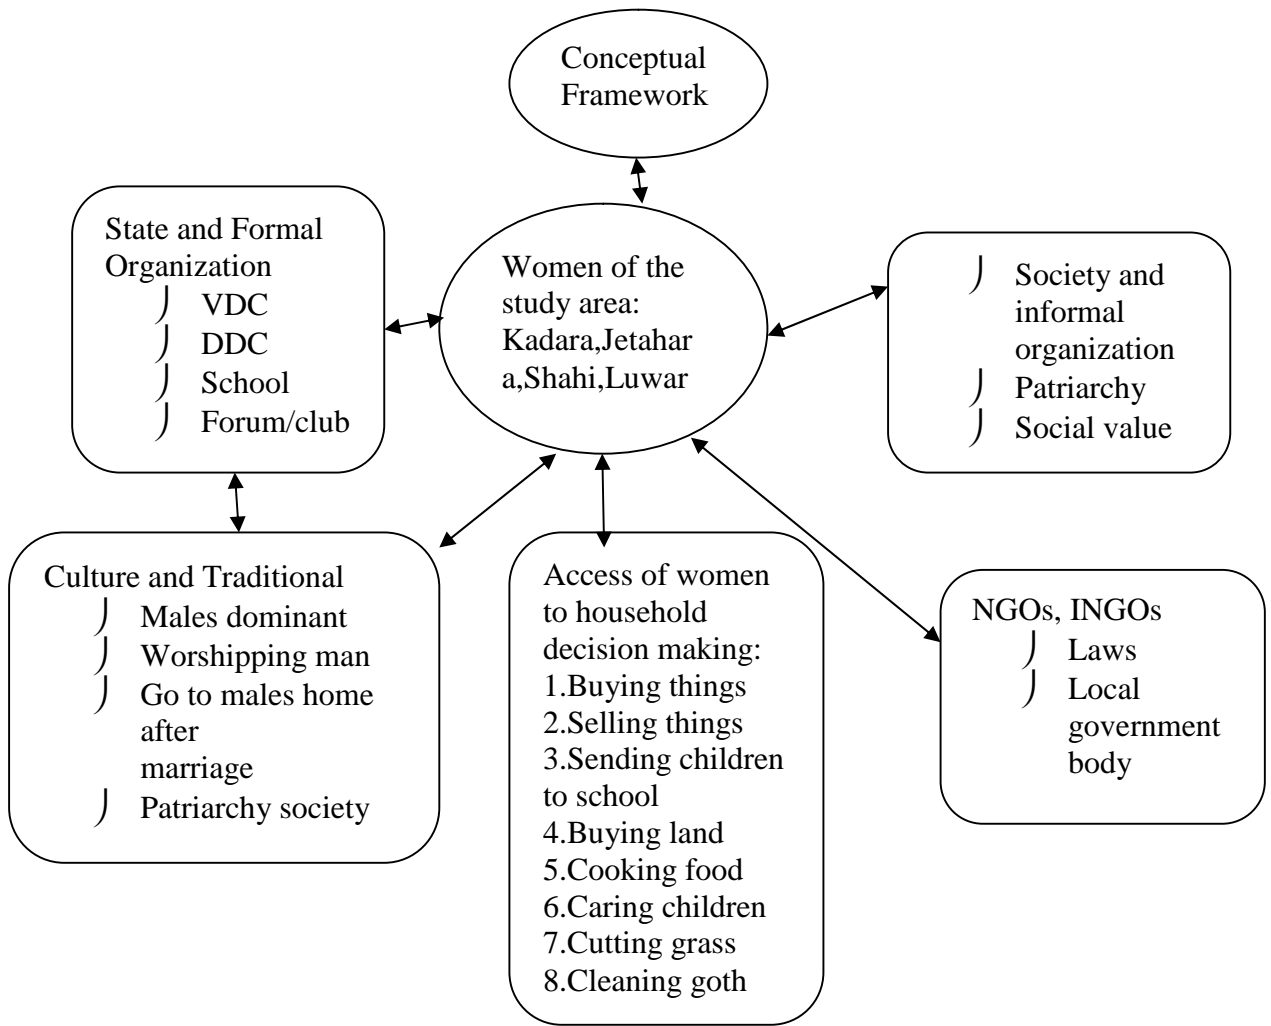 Conceptual
Framework
State and Formal
Organization
VDC
DDC
School
Forum/club
Women of the
study area:
Kadara,Jetahar
a,Shahi,Luwar
Society and
informal
organization
Patriarchy
Social value
Culture and Traditional
Males dominant
Worshipping man
Go to males home
after
marriage
Patriarchy society
Access of women
to household
decision making:
1.Buying things
2.Selling things
3.Sending children
to school
4.Buying land
5.Cooking food
6.Caring children
7.Cutting grass
8.Cleaning goth
NGOs, INGOs
Laws
Local
government
body